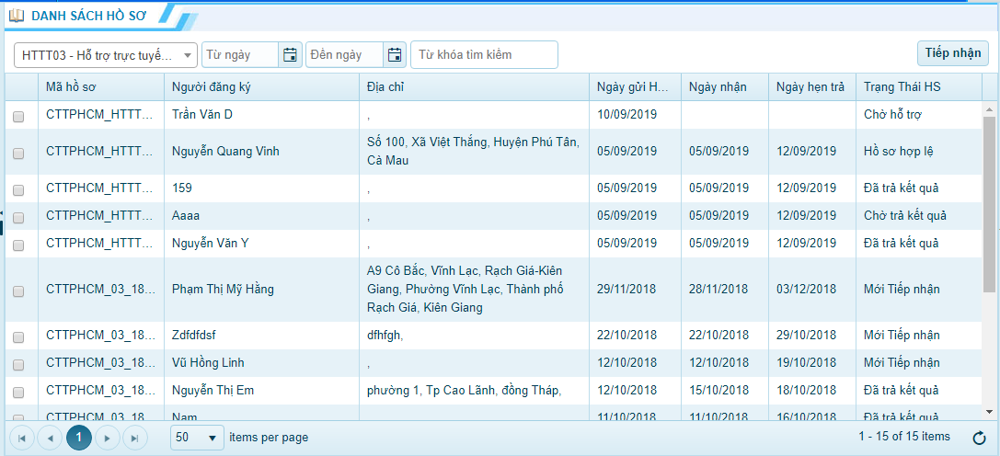 DANH SÁCH HỒ SƠ
HTTT03 - Hỗ trợ trực tuyế... Từ ngày Đến ngày Từ khóa tìm kiếm Tiếp nhận
Mã hồ sơ Người đăng ký Địa chỉ Ngày gửi H... Ngày nhận Ngày hẹn trả Trạng Thái HS
CTTPHCM_HTTT... Trần Văn D , 10/09/2019 Chờ hỗ trợ
CTTPHCM_HTTT... Nguyễn Quang Vinh Số 100, Xã Việt Thắng, Huyện Phú Tân, 05/09/2019 05/09/2019 12/09/2019 Hồ sơ hợp lệ
Cà Mau
CTTPHCM_HTTT... 159 , 05/09/2019 05/09/2019 12/09/2019 Đã trả kết quả
CTTPHCM_HTTT... Aaaa , 05/09/2019 05/09/2019 12/09/2019 Chờ trả kết quả
CTTPHCM_HTTT... Nguyễn Văn Y , 05/09/2019 05/09/2019 12/09/2019 Đã trả kết quả
A9 Cô Bắc, Vĩnh Lạc, Rạch Giá-Kiên
CTTPHCM_03_18... Phạm Thị Mỹ Hằng Giang, Phường Vĩnh Lạc, Thành phố 29/11/2018 28/11/2018 03/12/2018 Mới Tiếp nhận
Rạch Giá, Kiên Giang
CTTPHCM_03_18... Zdfdfdsf dfhfgh, 22/10/2018 22/10/2018 29/10/2018 Mới Tiếp nhận
CTTPHCM_03_18... Vũ Hồng Linh , 12/10/2018 12/10/2018 19/10/2018 Mới Tiếp nhận
CTTPHCM_03_18... Nguyễn Thị Em phường 1, Tp Cao Lãnh, đồng Tháp, 12/10/2018 15/10/2018 18/10/2018 Đã trả kết quả
CTTPHCM_03_18... Nam 11/10/2018 11/10/2018 16/10/2018 Đã trả kết quả
1 50 items per page 1 - 15 of 15 items